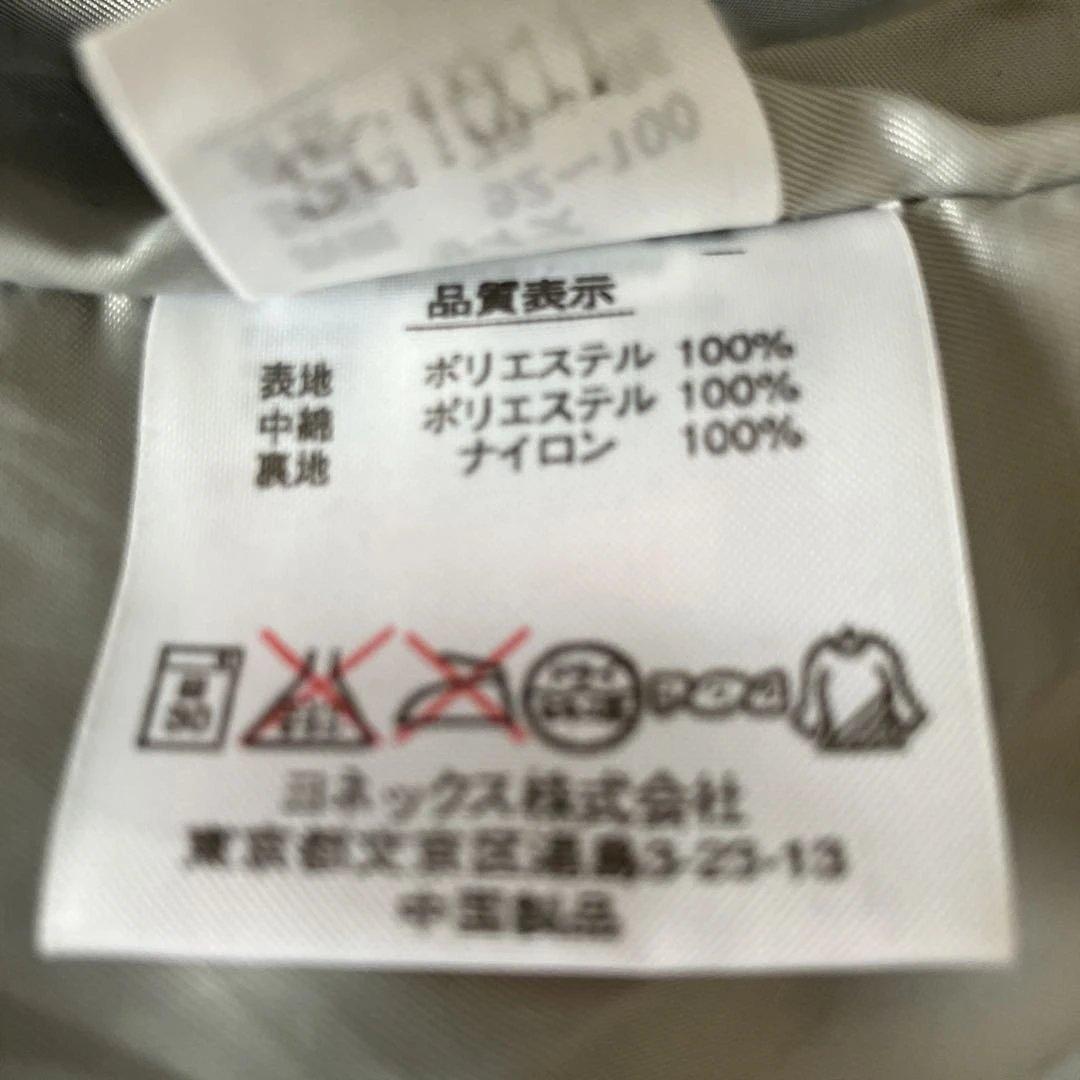 92-100
品質表示
表地 ポリエステル 100%
中綿 ポリエステル 100%
裏地 ナイロン 100%
ヨネックス株式会社
東京都文京区湯島3-23-13
中国製品